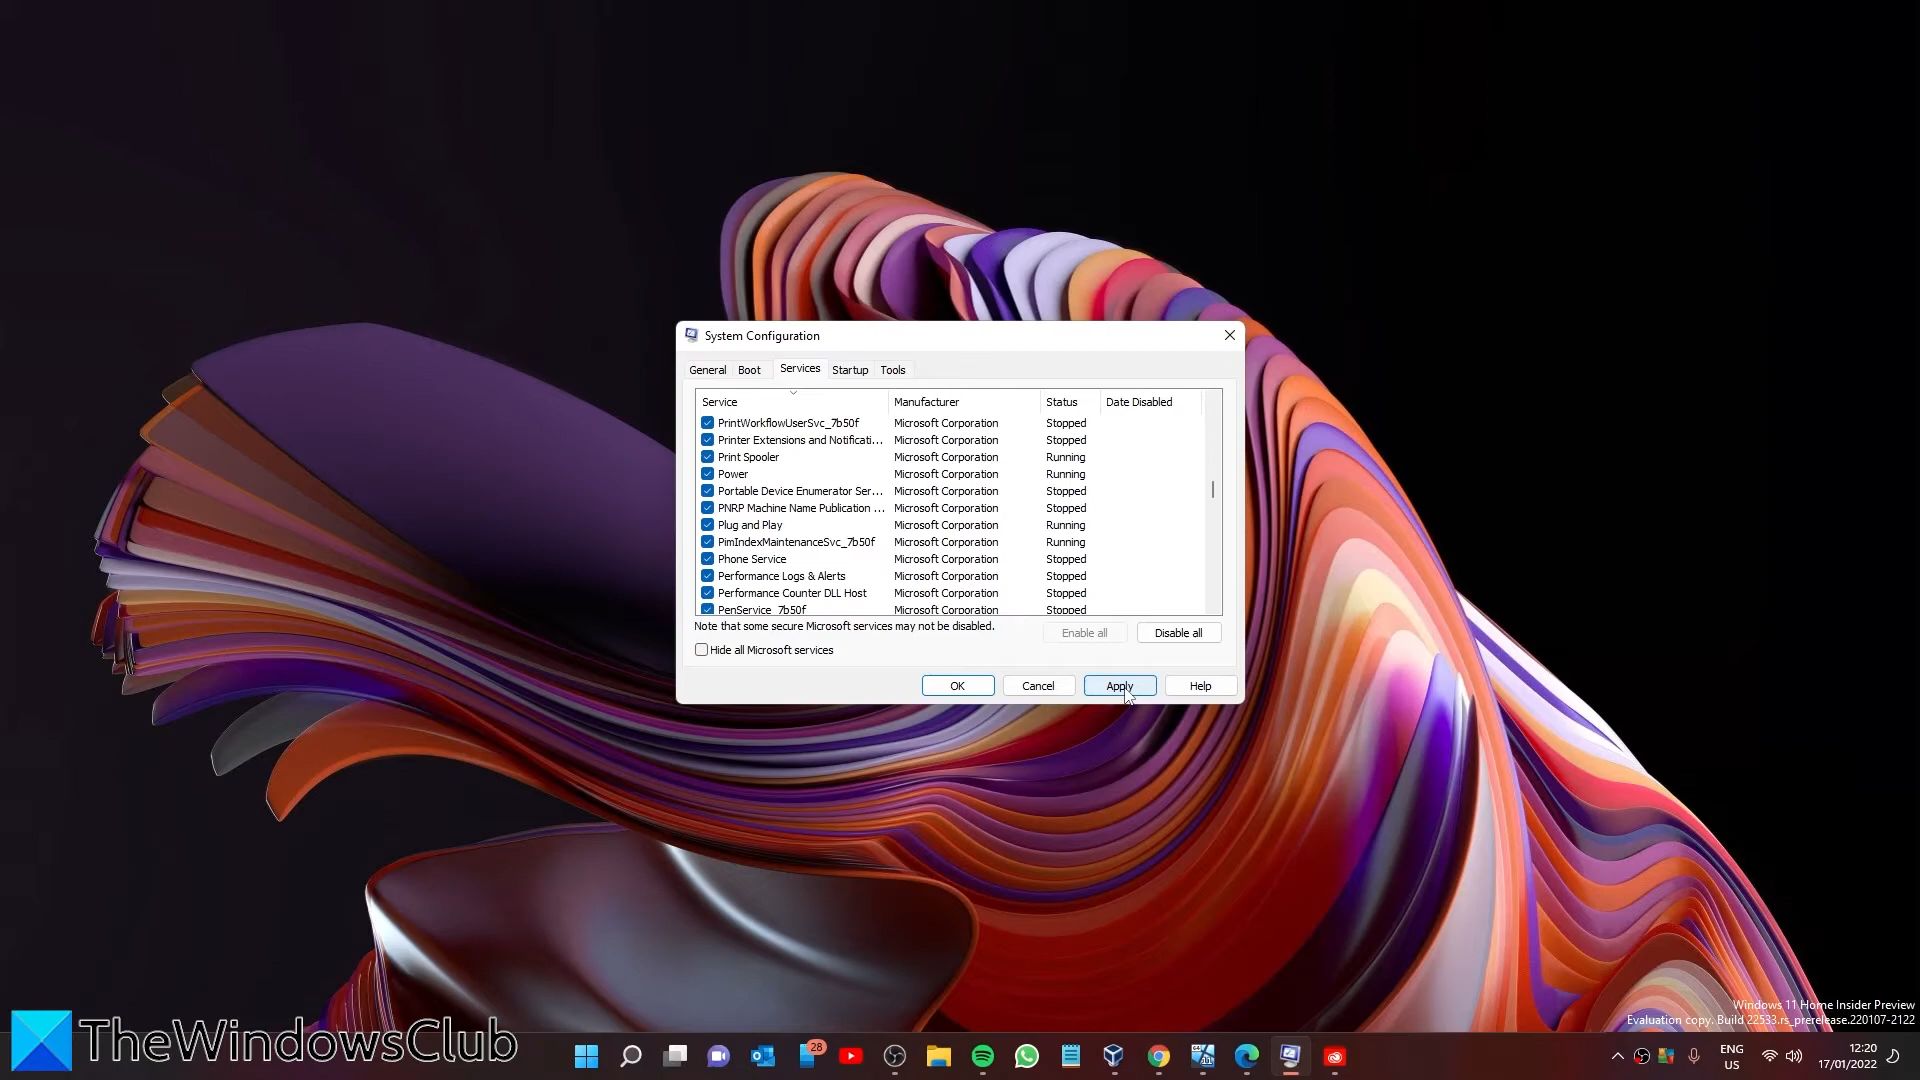 System Configuration
General Boot Services Startup Tools
Service Manufacturer Status Date Disabled
PrintWorkflowUserSvc_7b50f Microsoft Corporation Stopped
Printer Extensions and Notificati... Microsoft Corporation Stopped
Print Spooler Microsoft Corporation Running
Power Microsoft Corporation Running
Portable Device Enumerator Ser... Microsoft Corporation Stopped
PNRP Machine Name Publication ... Microsoft Corporation Stopped
Plug and Play Microsoft Corporation Running
PimIndexMaintenanceSvc_7b50f Microsoft Corporation Running
Phone Service Microsoft Corporation Stopped
Performance Logs & Alerts Microsoft Corporation Stopped
Performance Counter DLL Host Microsoft Corporation Stopped
PenService_7b50f Microsoft Corporation Stopped
Note that some secure Microsoft services may not be disabled.
Enable all Disable all
Hide all Microsoft services
OK Cancel Apply Help
Windows 11 Home Insider Preview
Evaluation copy. Build 22533.rs_prerelease.220107-2122
TheWindowsClub
28
ENG
US
12:20
17/01/2022